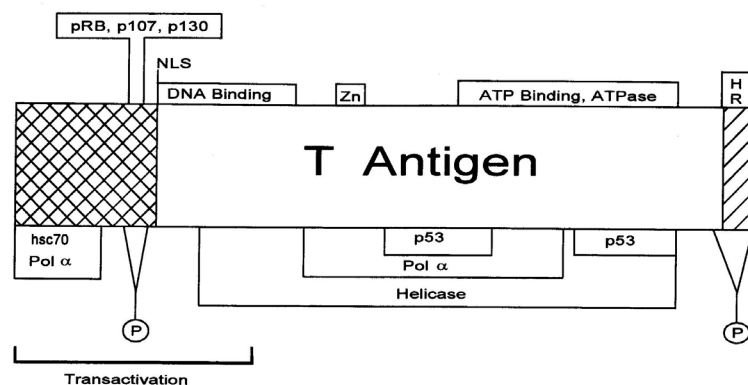 pRB, p107, p130
NLS
DNA Binding
Zn
ATP Binding, ATPase
H
R
T Antigen
hsc70
Pol α
p53
p53
Pol α
Helicase
P
P
Transactivation